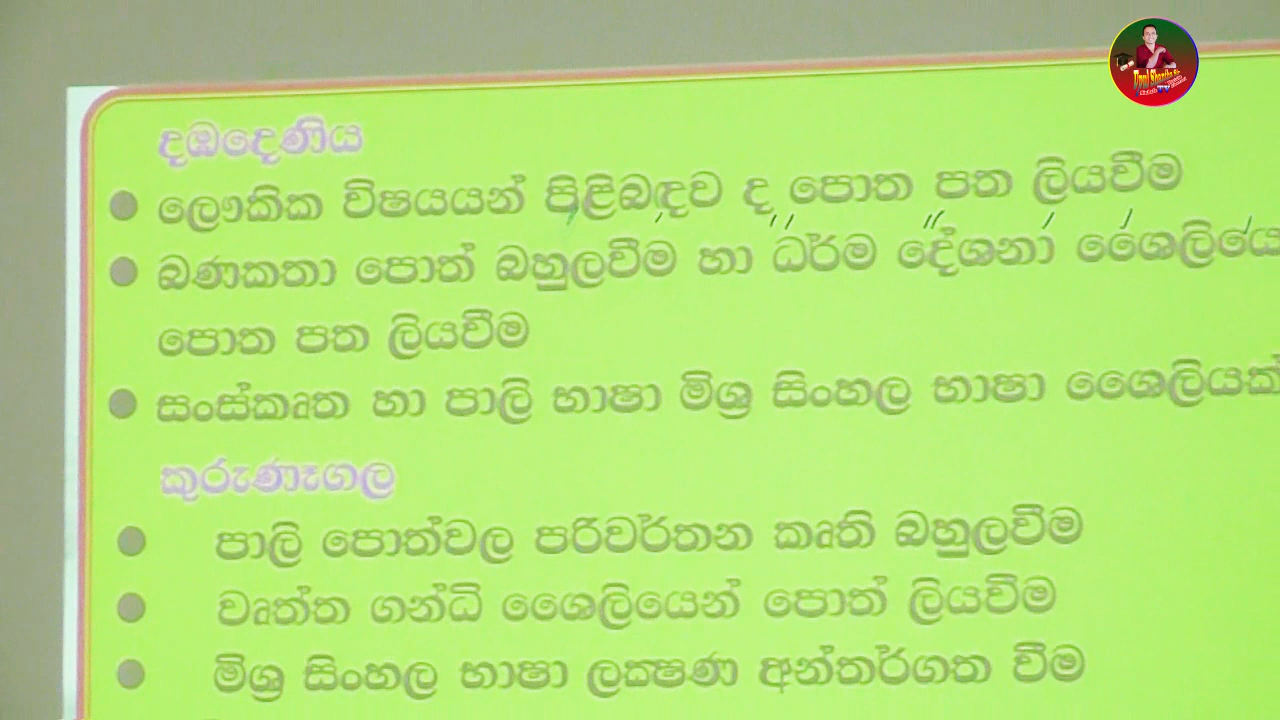 දඹදෙණිය
● ලෞකික විෂයයන් පිළිබඳව ද පොත පත ලියවීම
● බණකතා පොත් බහුලවීම හා ධර්ම දේශනා ශෛලියෙ
පොත පත ලියවීම
● සංස්කෘත හා පාලි භාෂා මිශ්‍ර සිංහල භාෂා ශෛලියක්
කුරුණෑගල
● පාලි පොත්වල පරිවර්තන කෘති බහුලවීම
● වෘත්ත ගන්ධි ශෛලියෙන් පොත් ලියවීම
● මිශ්‍ර සිංහල භාෂා ලක්‍ෂණ අන්තර්ගත වීම